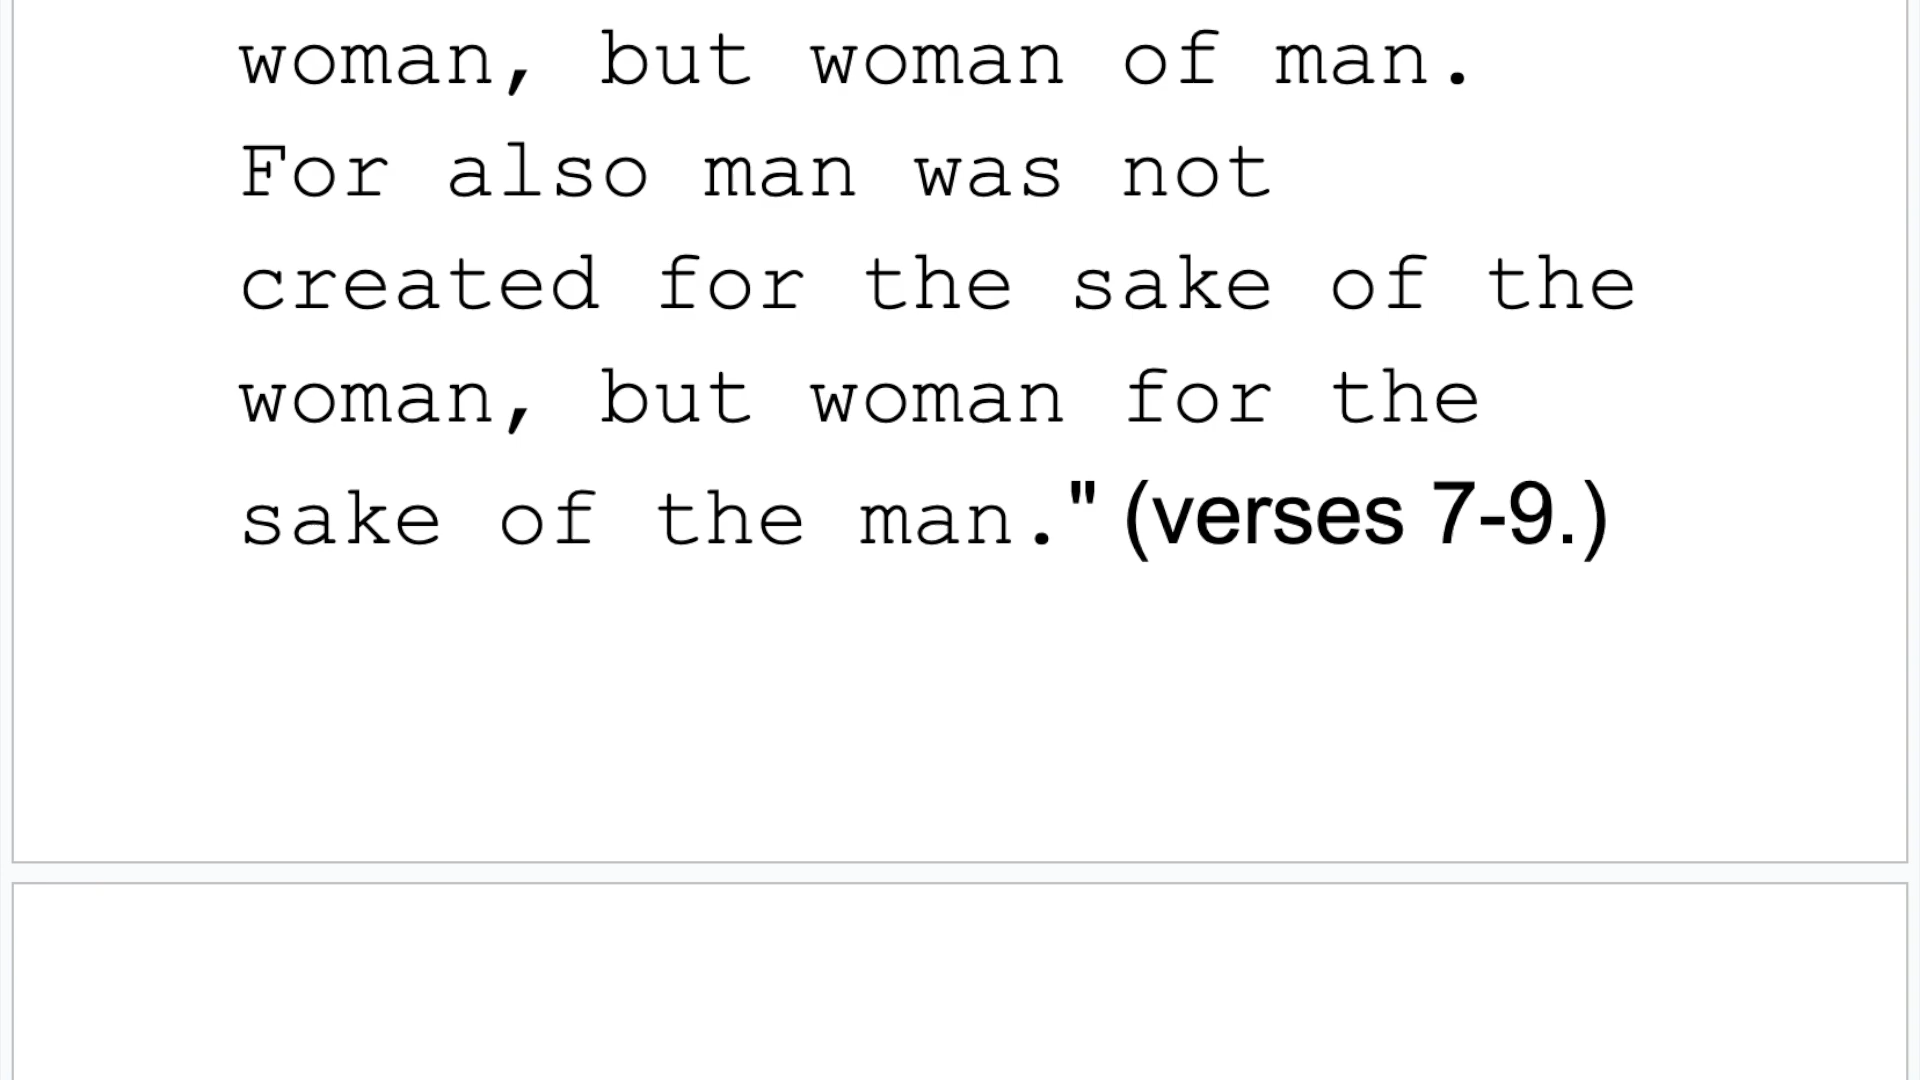 woman, but woman of man.
For also man was not
created for the sake of the
woman, but woman for the
sake of the man." (verses 7-9.)